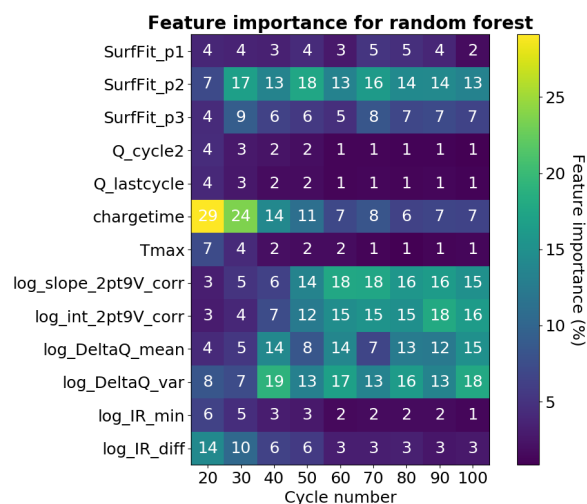 Feature importance for random forest
SurfFit_p1 4 4 3 4 3 5 5 4 2
SurfFit_p2 7 17 13 18 13 16 14 14 13
SurfFit_p3 4 9 6 6 5 8 7 7 7
Q_cycle2 4 3 2 2 1 1 1 1 1
Q_lastcycle 4 3 2 2 1 1 1 1 1
chargetime 29 24 14 11 7 8 6 7 7
Tmax 7 4 2 2 2 1 1 1 1
log_slope_2pt9V_corr 3 5 6 14 18 18 16 16 15
log_int_2pt9V_corr 3 4 7 12 15 15 15 18 16
log_DeltaQ_mean 4 5 14 8 14 7 13 12 15
log_DeltaQ_var 8 7 19 13 17 13 16 13 18
log_IR_min 6 5 3 3 2 2 2 2 1
log_IR_diff 14 10 6 6 3 3 3 3 3
20 30 40 50 60 70 80 90 100
Cycle number
25
20
15
10
5
Feature importance (%)